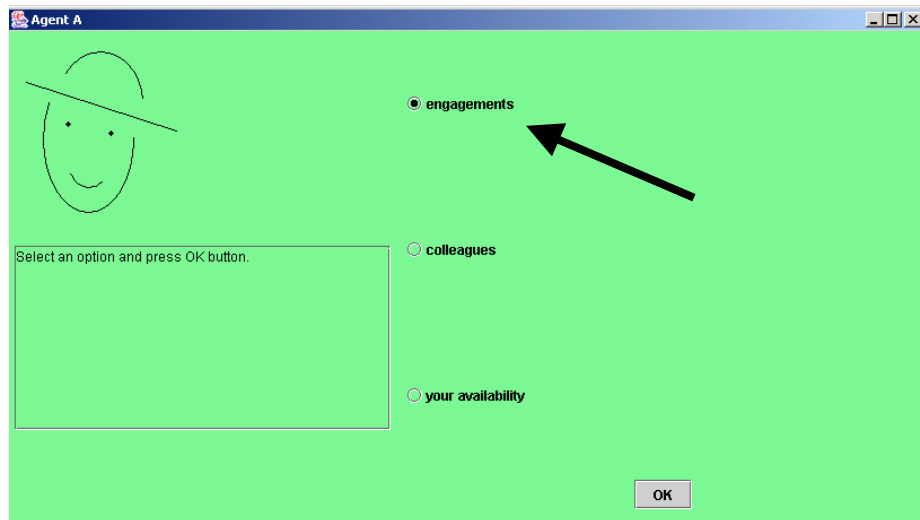 Agent A
engagements
Select an option and press OK button.
colleagues
your availability
OK